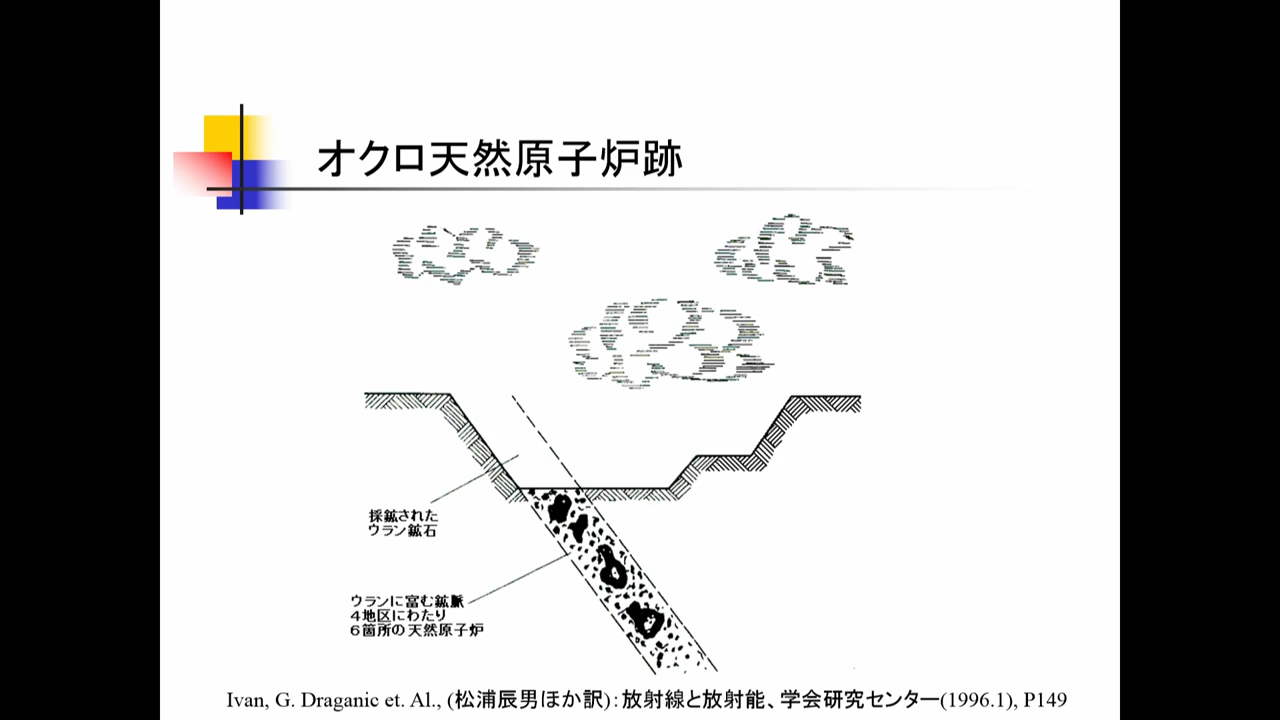 オクロ天然原子炉跡
採鉱された
ウラン鉱石
ウランに富む鉱脈
4地区にわたり
6箇所の天然原子炉
Ivan, G. Draganic et. Al., (松浦辰男ほか訳)：放射線と放射能、学会研究センター(1996.1), P149